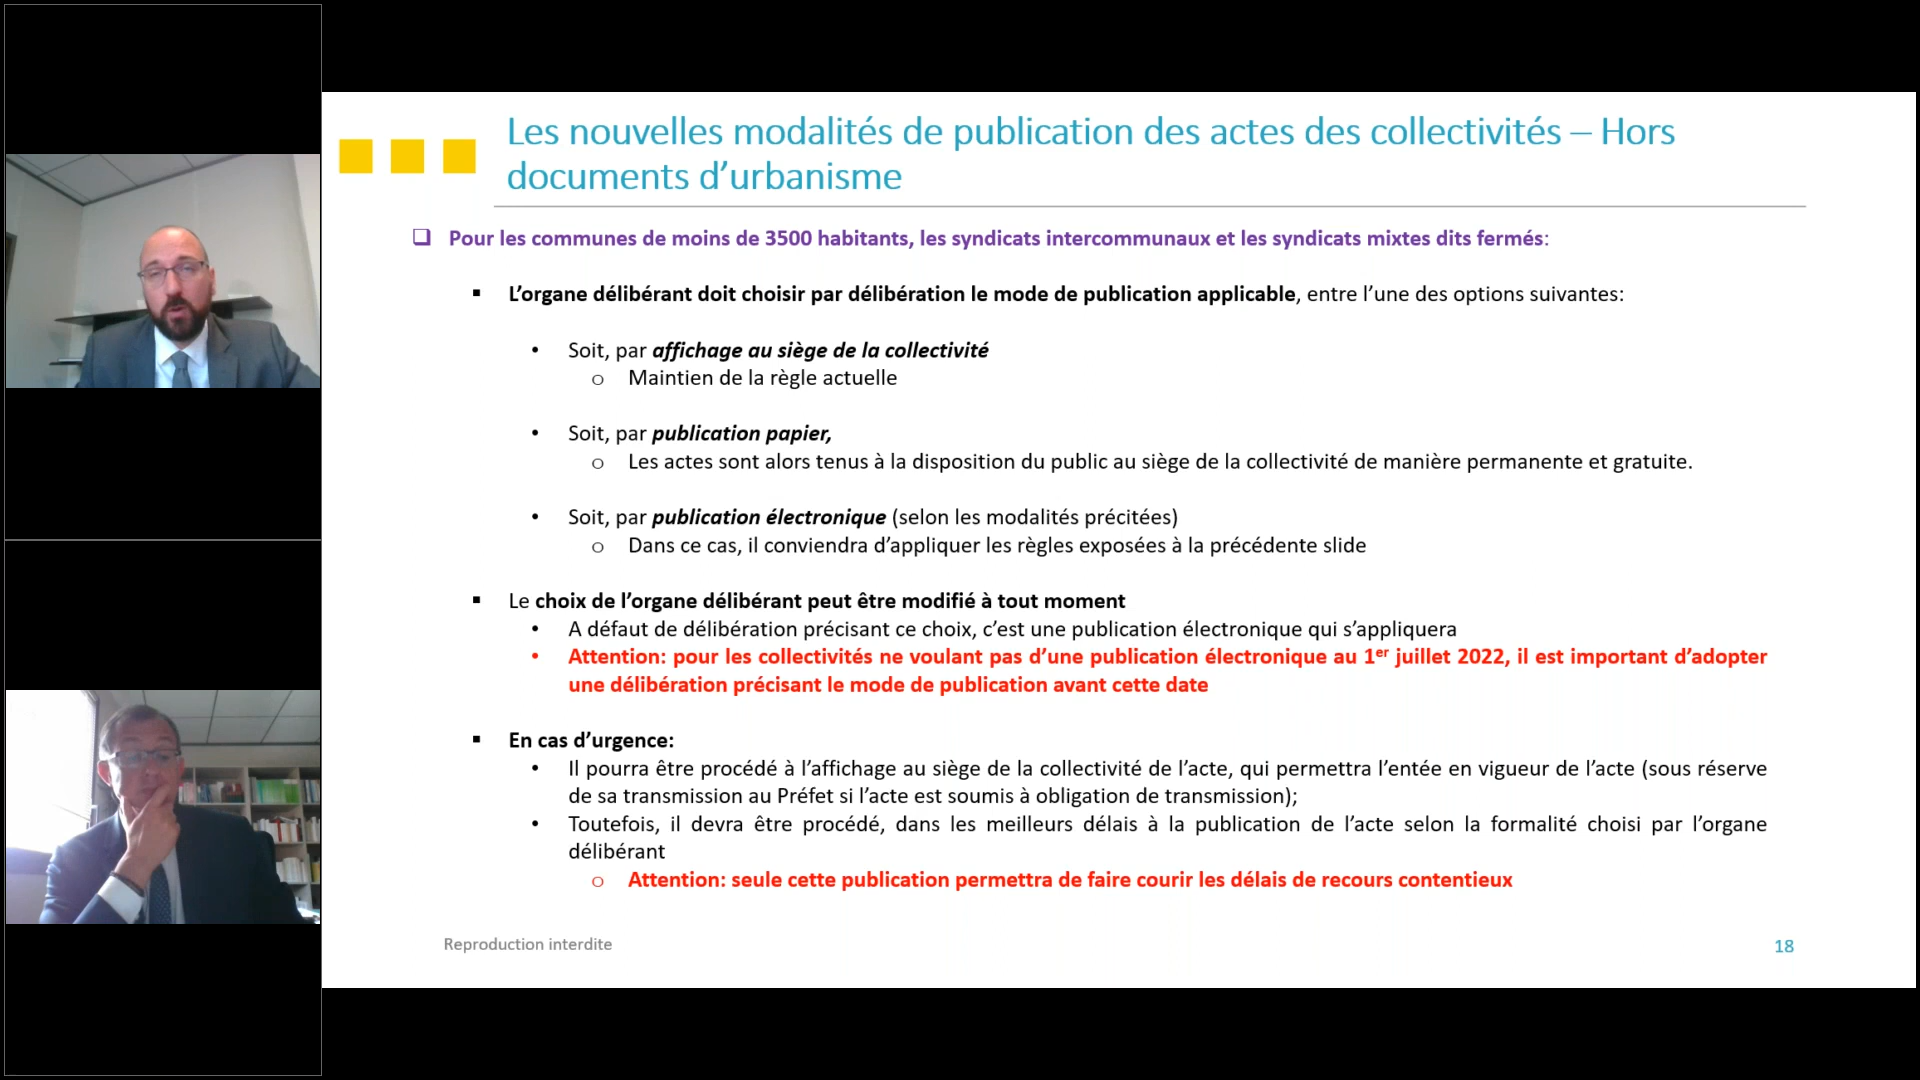 Les nouvelles modalités de publication des actes des collectivités – Hors
documents d’urbanisme
❑ Pour les communes de moins de 3500 habitants, les syndicats intercommunaux et les syndicats mixtes dits fermés:
▪ L’organe délibérant doit choisir par délibération le mode de publication applicable, entre l’une des options suivantes:
• Soit, par affichage au siège de la collectivité
o Maintien de la règle actuelle
• Soit, par publication papier,
o Les actes sont alors tenus à la disposition du public au siège de la collectivité de manière permanente et gratuite.
• Soit, par publication électronique (selon les modalités précitées)
o Dans ce cas, il conviendra d’appliquer les règles exposées à la précédente slide
▪ Le choix de l’organe délibérant peut être modifié à tout moment
• A défaut de délibération précisant ce choix, c’est une publication électronique qui s’appliquera
• Attention: pour les collectivités ne voulant pas d’une publication électronique au 1er juillet 2022, il est important d’adopter
une délibération précisant le mode de publication avant cette date
▪ En cas d’urgence:
• Il pourra être procédé à l’affichage au siège de la collectivité de l’acte, qui permettra l’entée en vigueur de l’acte (sous réserve
de sa transmission au Préfet si l’acte est soumis à obligation de transmission);
• Toutefois, il devra être procédé, dans les meilleurs délais à la publication de l’acte selon la formalité choisi par l’organe
délibérant
o Attention: seule cette publication permettra de faire courir les délais de recours contentieux
Reproduction interdite
18